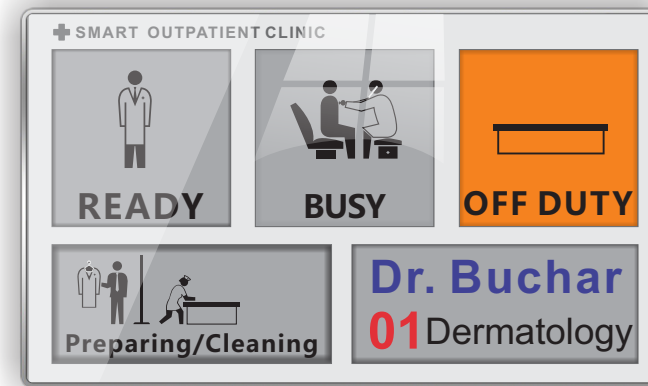 SMART OUTPATIENT CLINIC
READY
BUSY
OFF DUTY
Preparing/Cleaning
Dr. Buchar
01 Dermatology